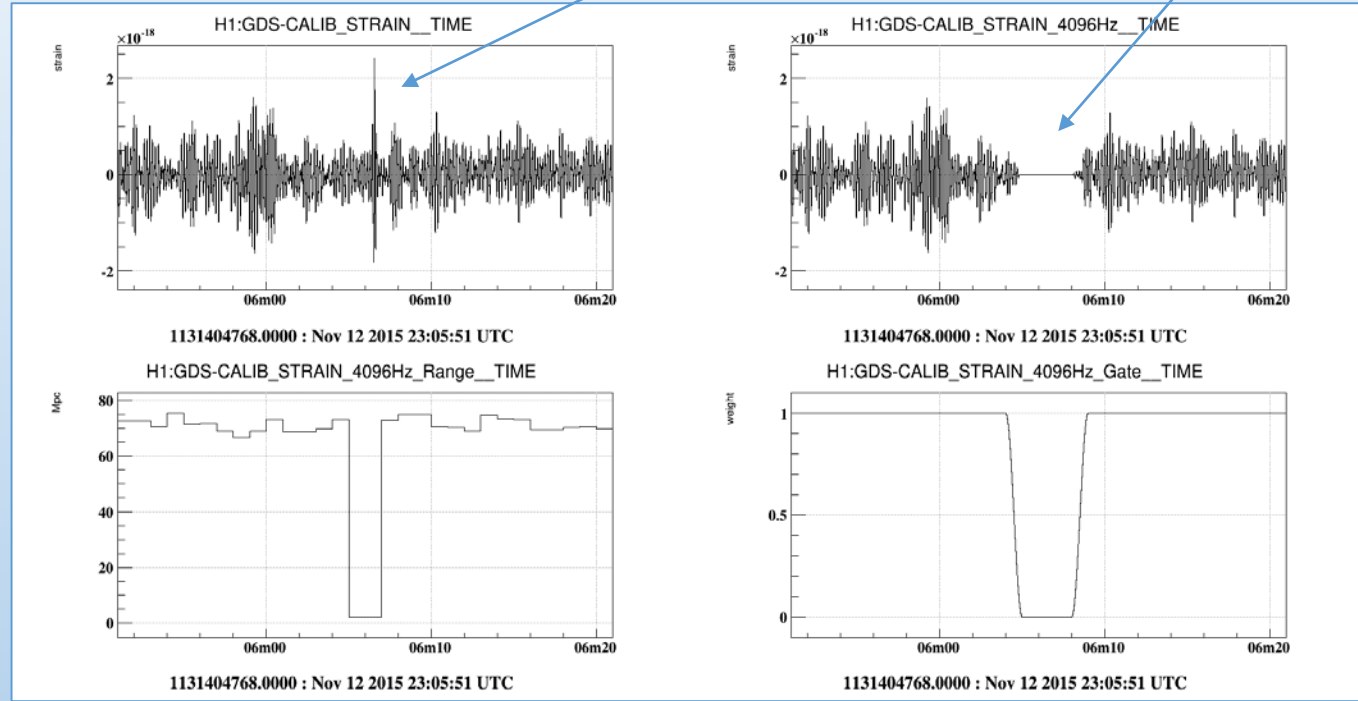 H1:GDS-CALIB_STRAIN__TIME
×10-18
strain
2
0
-2
06m00 06m10 06m20
1131404768.0000 : Nov 12 2015 23:05:51 UTC
H1:GDS-CALIB_STRAIN_4096Hz__TIME
×10-18
strain
2
0
-2
06m00 06m10 06m20
1131404768.0000 : Nov 12 2015 23:05:51 UTC
H1:GDS-CALIB_STRAIN_4096Hz_Range__TIME
Mpc
80
60
40
20
0
06m00 06m10 06m20
1131404768.0000 : Nov 12 2015 23:05:51 UTC
H1:GDS-CALIB_STRAIN_4096Hz_Gate__TIME
weight
1
0.5
0
06m00 06m10 06m20
1131404768.0000 : Nov 12 2015 23:05:51 UTC